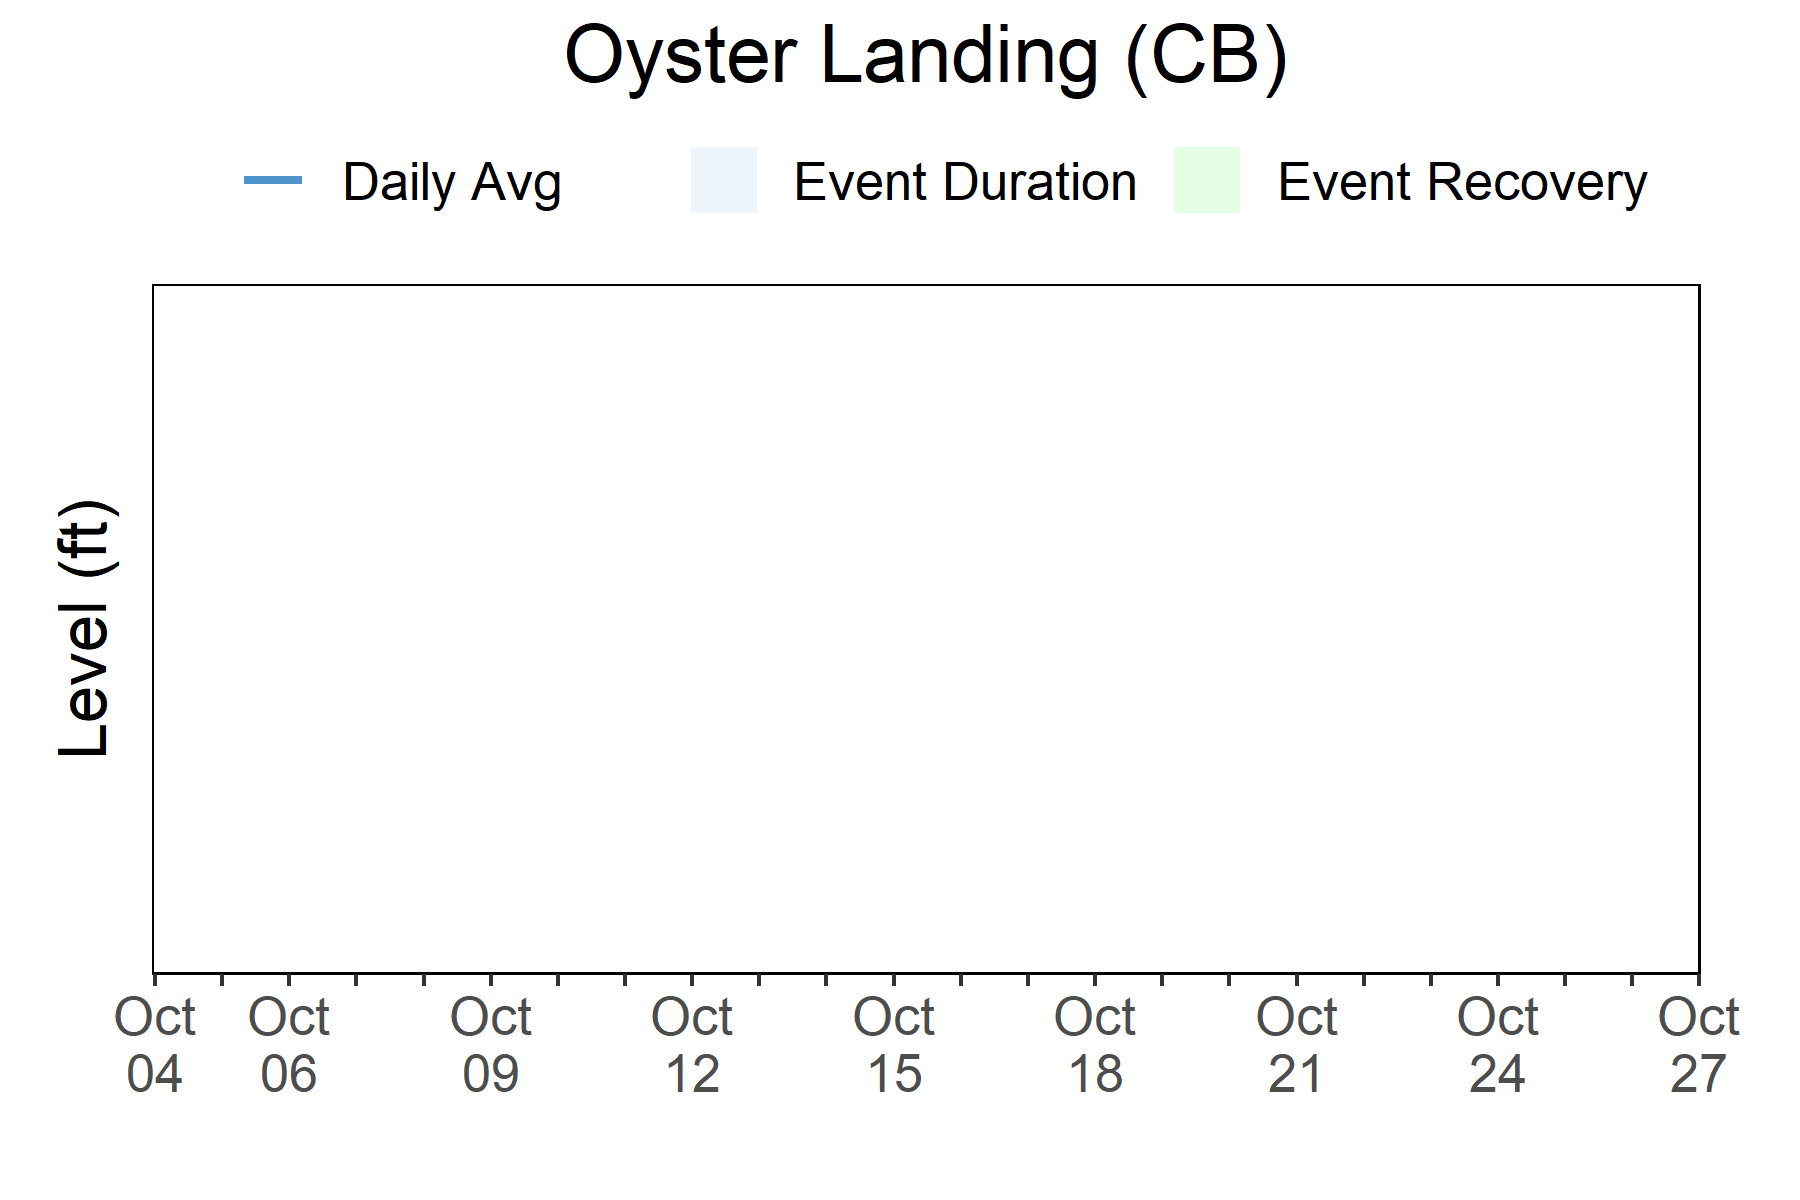 Oyster Landing (CB)
Daily Avg Event Duration Event Recovery
Level (ft)
Oct Oct Oct Oct Oct Oct Oct Oct Oct
04 06 09 12 15 18 21 24 27